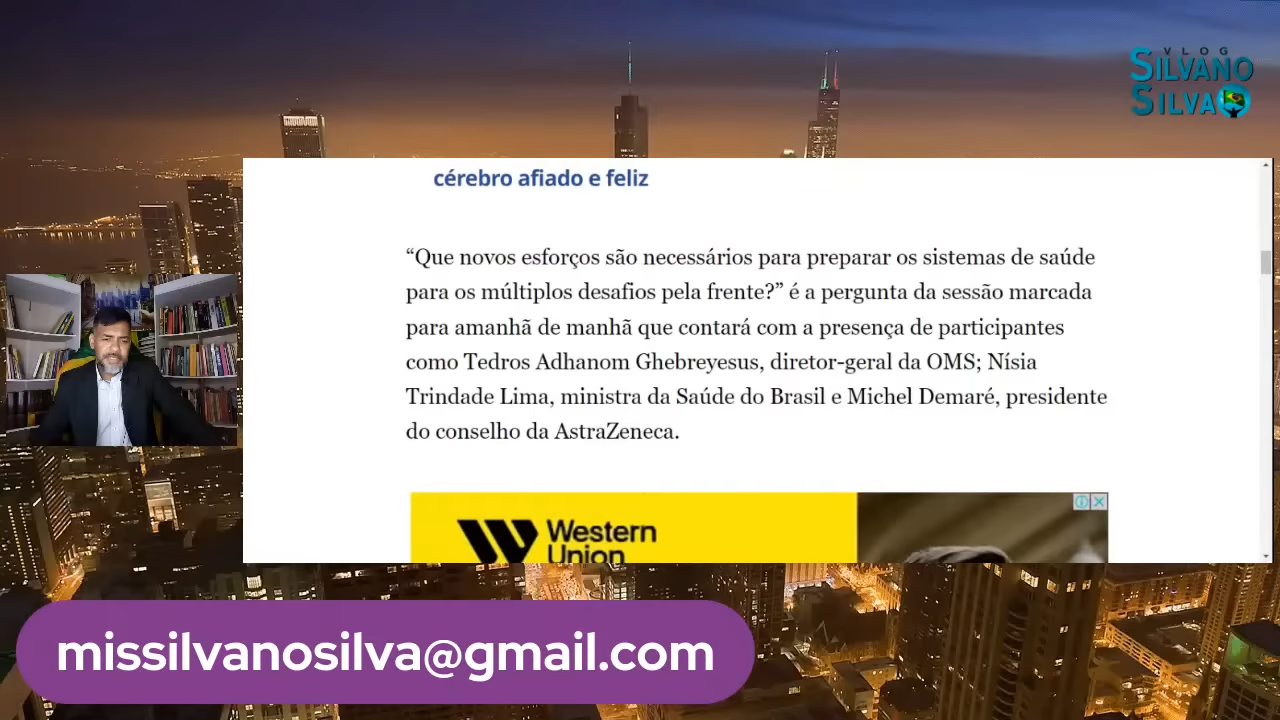 VLOG
SILVANO
SILVA
cérebro afiado e feliz
“Que novos esforços são necessários para preparar os sistemas de saúde
para os múltiplos desafios pela frente?” é a pergunta da sessão marcada
para amanhã de manhã que contará com a presença de participantes
como Tedros Adhanom Ghebreyesus, diretor-geral da OMS; Nísia
Trindade Lima, ministra da Saúde do Brasil e Michel Demaré, presidente
do conselho da AstraZeneca.
Western
Union
missilvanosilva@gmail.com